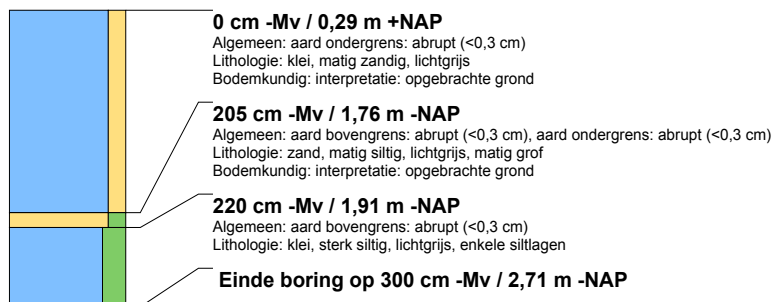 0 cm -Mv / 0,29 m +NAP
Algemeen: aard ondergrens: abrupt (<0,3 cm)
Lithologie: klei, matig zandig, lichtgrijs
Bodemkundig: interpretatie: opgebrachte grond
205 cm -Mv / 1,76 m -NAP
Algemeen: aard bovengrens: abrupt (<0,3 cm), aard ondergrens: abrupt (<0,3 cm)
Lithologie: zand, matig siltig, lichtgrijs, matig grof
Bodemkundig: interpretatie: opgebrachte grond
220 cm -Mv / 1,91 m -NAP
Algemeen: aard bovengrens: abrupt (<0,3 cm)
Lithologie: klei, sterk siltig, lichtgrijs, enkele siltlagen
Einde boring op 300 cm -Mv / 2,71 m -NAP